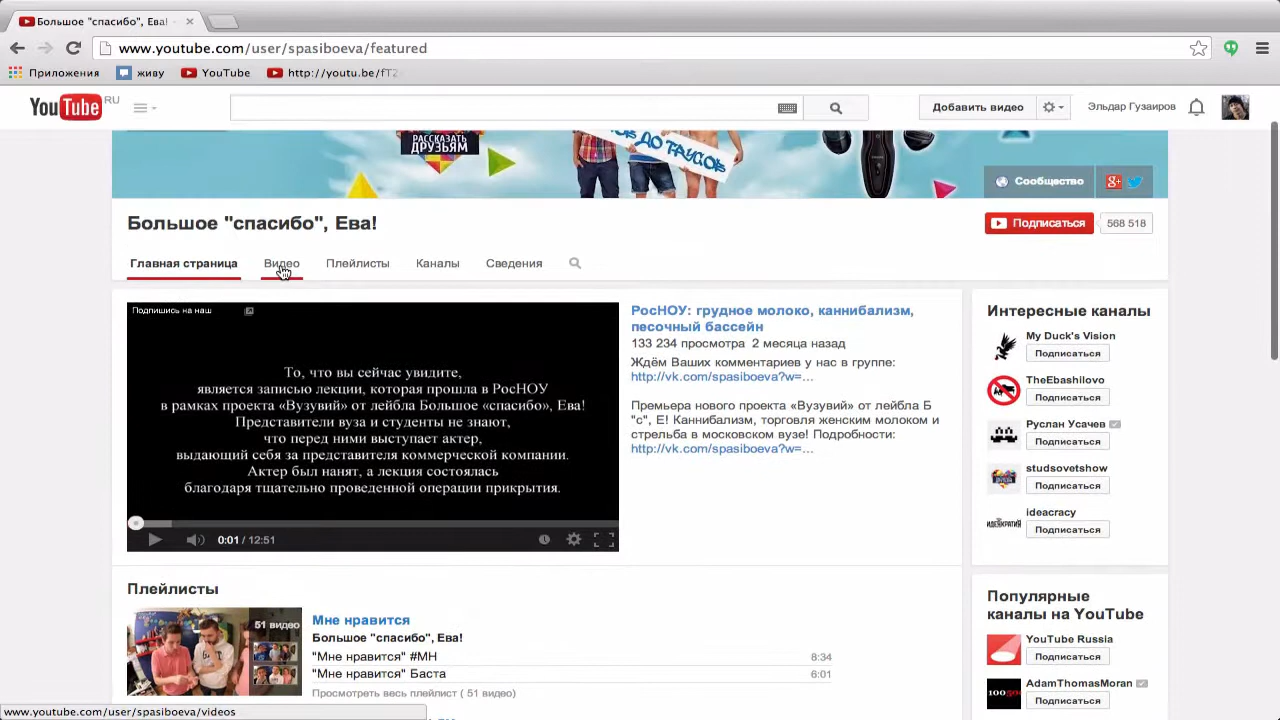 Большое "спасибо", Ева!
www.youtube.com/user/spasiboeva/featured
Приложения живу YouTube http://youtu.be/fT2
YouTube RU
Добавить видео
Эльдар Гузаиров
РАССКАЗАТЬ
ДРУЗЬЯМ
ДО ТРУСОВ
Сообщество
Большое "спасибо", Ева!
Подписаться 568 518
Главная страница Видео Плейлисты Каналы Сведения
Подпишись на наш
То, что вы сейчас увидите,
является записью лекции, которая прошла в РосНОУ
в рамках проекта «Вузувий» от лейбла Большое «спасибо», Ева!
Представители вуза и студенты не знают,
что перед ними выступает актер,
выдающий себя за представителя коммерческой компании.
Актер был нанят, а лекция состоялась
благодаря тщательно проведенной операции прикрытия.
0:01 / 12:51
РосНОУ: грудное молоко, каннибализм,
песочный бассейн
133 234 просмотра 2 месяца назад
Ждём Ваших комментариев у нас в группе:
http://vk.com/spasiboeva?w=...
Премьера нового проекта «Вузувий» от лейбла Б
"с", Е! Каннибализм, торговля женским молоком и
стрельба в московском вузе! Подробности:
http://vk.com/spasiboeva?w=...
Интересные каналы
My Duck's Vision
Подписаться
TheEbashilovo
Подписаться
Руслан Усачев
Подписаться
studsovetshow
Подписаться
ideacracy
Подписаться
Плейлисты
51 видео
Мне нравится
Большое "спасибо", Ева!
"Мне нравится" #МН 8:34
"Мне нравится" Баста 6:01
Просмотреть весь плейлист ( 51 видео)
Популярные
каналы на YouTube
YouTube Russia
Подписаться
AdamThomasMoran
Подписаться
www.youtube.com/user/spasiboeva/videos